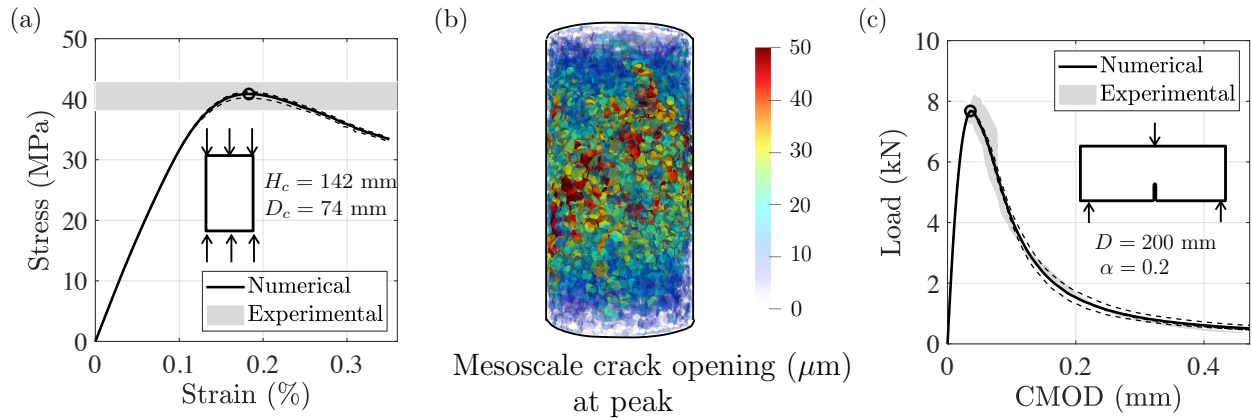 (a)
50
40
30
20
10
0
Stress (MPa)
H_c = 142 mm
D_c = 74 mm
Numerical
Experimental
0
0.1
0.2
0.3
Strain (%)
(b)
50
40
30
20
10
0
Mesoscale crack opening (μm)
at peak
(c)
10
8
6
4
2
0
Load (kN)
Numerical
Experimental
D = 200 mm
α = 0.2
0
0.2
0.4
CMOD (mm)